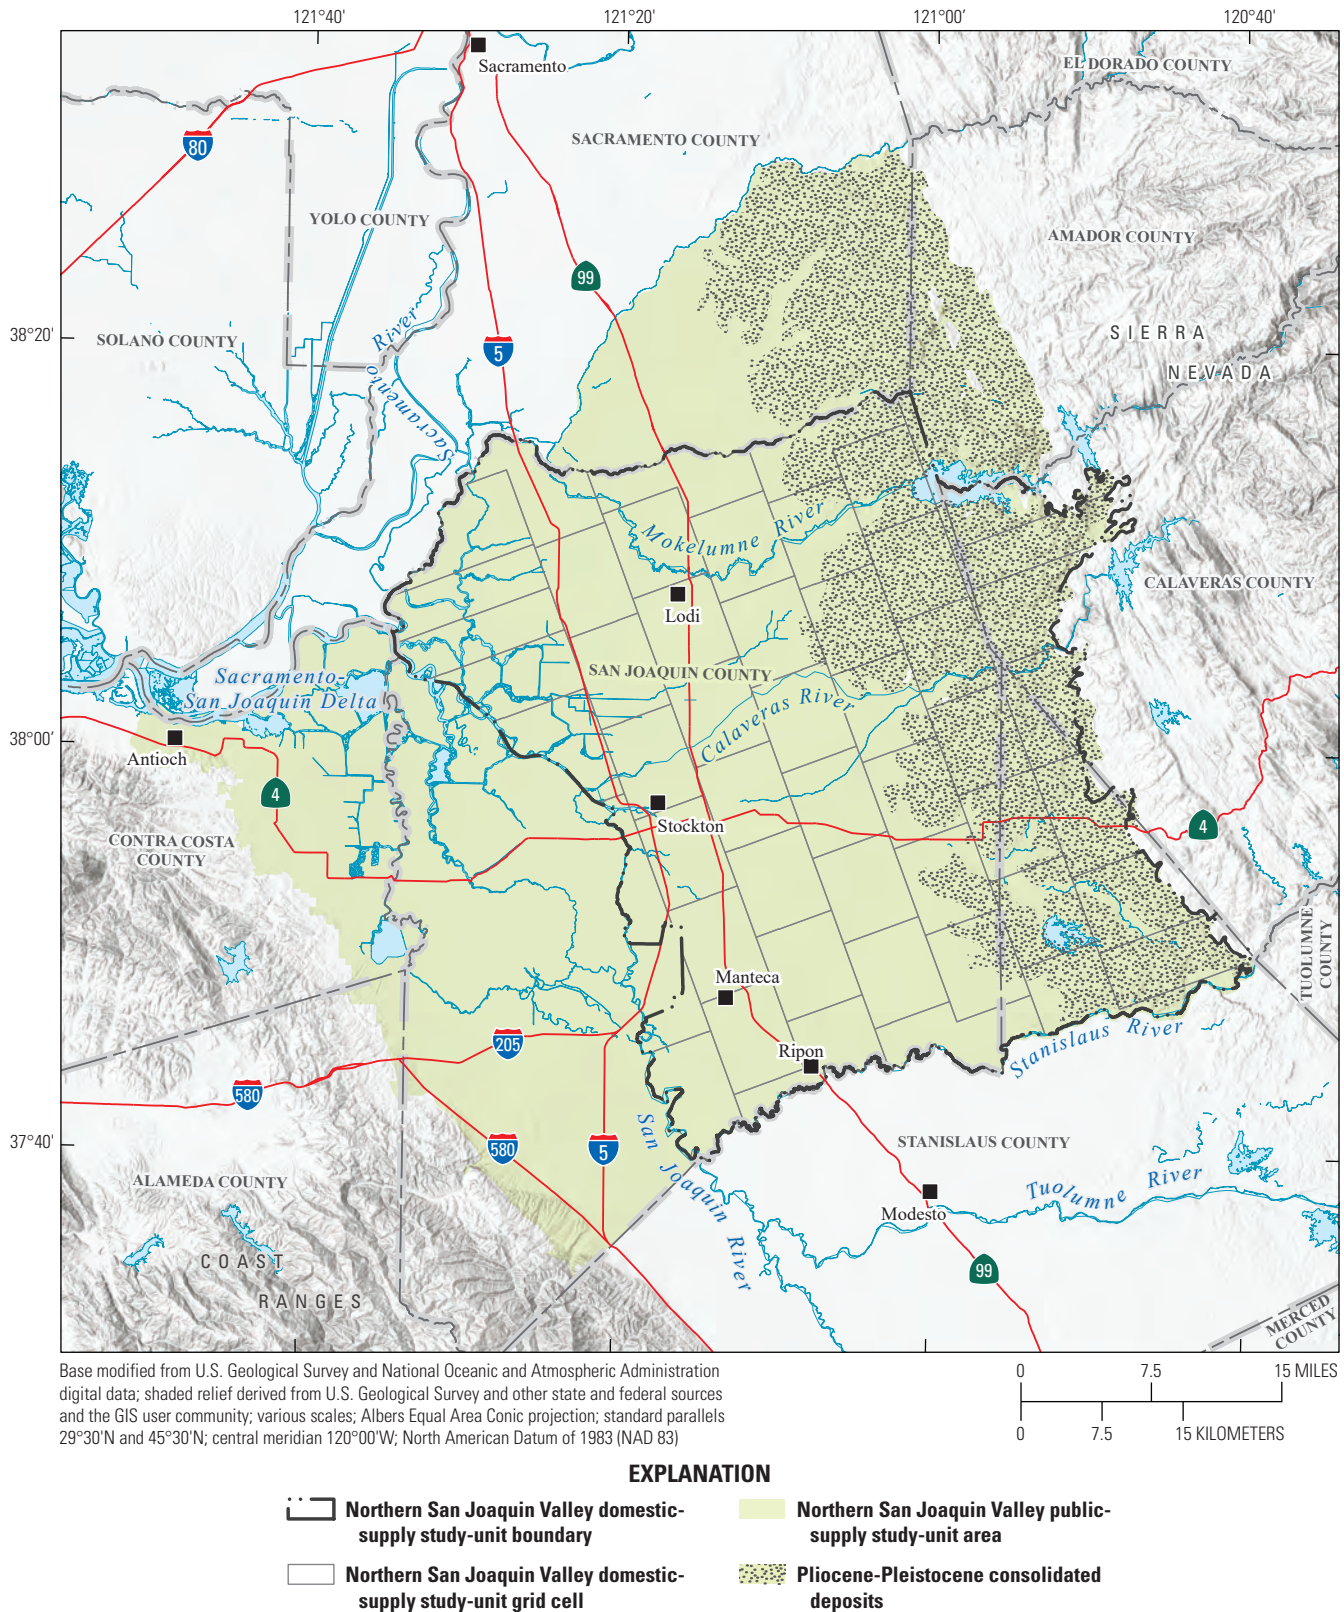 121°40' 121°20' 121°00' 120°40'
Sacramento
EL DORADO COUNTY
SACRAMENTO COUNTY
80
YOLO COUNTY
AMADOR COUNTY
99
38°20'
SOLANO COUNTY
Sacramento River
5
SIERRA
NEVADA
Mokelumne River
CALAVERAS COUNTY
Lodi
SAN JOAQUIN COUNTY
Sacramento-
San Joaquin Delta
Calaveras River
38°00'
Antioch
4
Stockton
4
CONTRA COSTA
COUNTY
TUOLUMNE
COUNTY
Manteca
205
Ripon
Stanislaus River
580
37°40'
580
5
San Joaquin River
STANISLAUS COUNTY
ALAMEDA COUNTY
Tuolumne River
Modesto
COAST
RANGES
99
MERCED
COUNTY
Base modified from U.S. Geological Survey and National Oceanic and Atmospheric Administration
digital data; shaded relief derived from U.S. Geological Survey and other state and federal sources
and the GIS user community; various scales; Albers Equal Area Conic projection; standard parallels
29°30'N and 45°30'N; central meridian 120°00'W; North American Datum of 1983 (NAD 83)
0 7.5 15 MILES
0 7.5 15 KILOMETERS
EXPLANATION
Northern San Joaquin Valley domestic-
supply study-unit boundary
Northern San Joaquin Valley domestic-
supply study-unit grid cell
Northern San Joaquin Valley public-
supply study-unit area
Pliocene-Pleistocene consolidated
deposits